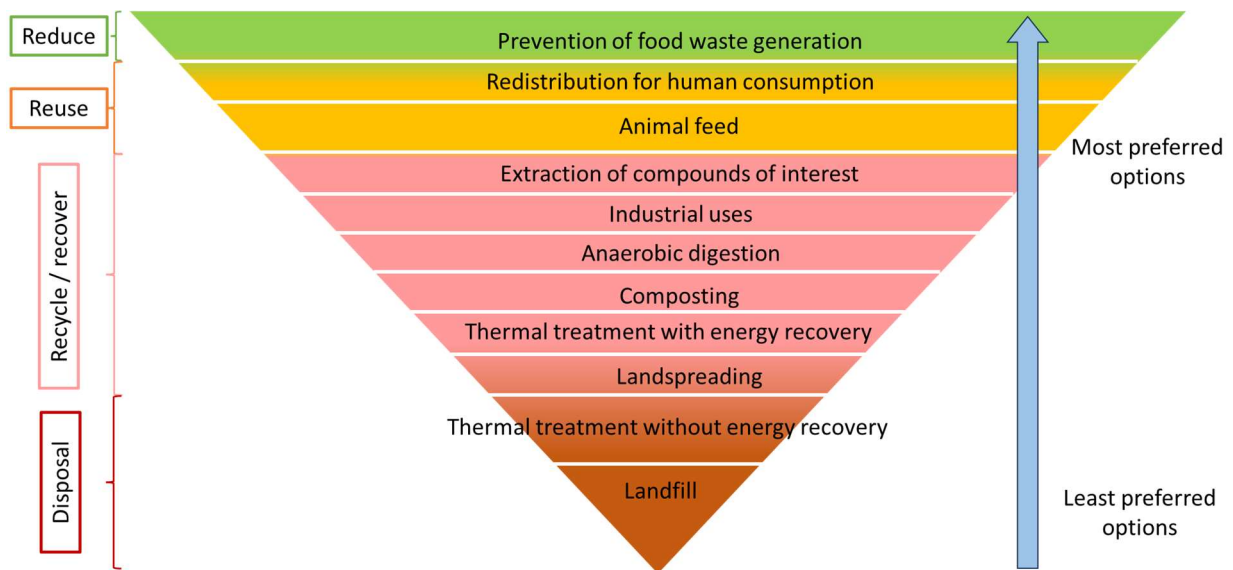 Reduce
Prevention of food waste generation
Redistribution for human consumption
Reuse
Animal feed
Most preferred
options
Extraction of compounds of interest
Industrial uses
Anaerobic digestion
Recycle / recover
Composting
Thermal treatment with energy recovery
Landspreading
Thermal treatment without energy recovery
Disposal
Landfill
Least preferred
options